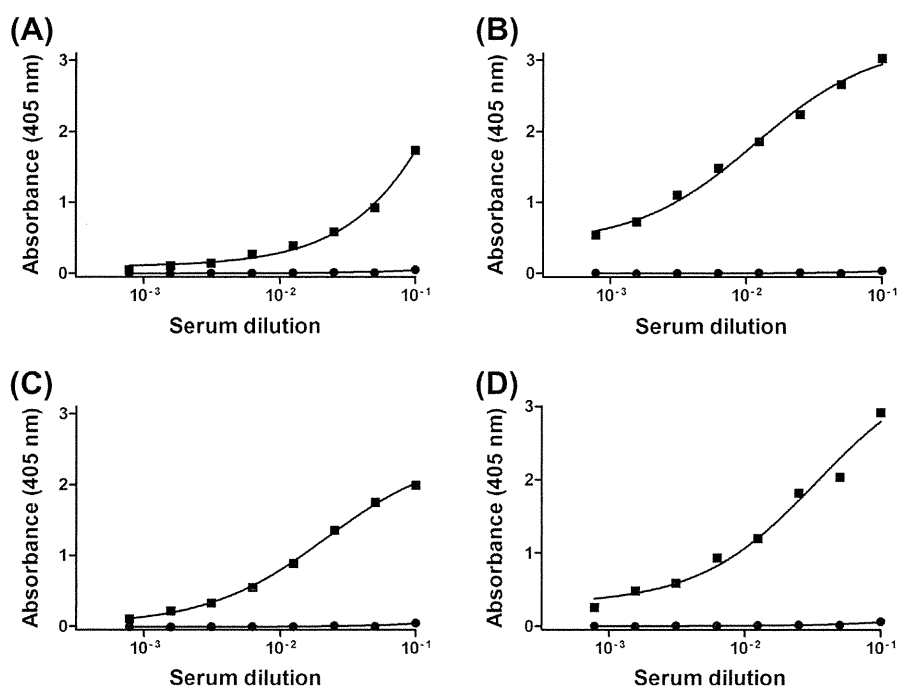 (A)
Absorbance (405 nm)
3
2
1
0
10⁻³
10⁻²
10⁻¹
Serum dilution
(B)
Absorbance (405 nm)
3
2
1
0
10⁻³
10⁻²
10⁻¹
Serum dilution
(C)
Absorbance (405 nm)
3
2
1
0
10⁻³
10⁻²
10⁻¹
Serum dilution
(D)
Absorbance (405 nm)
3
2
1
0
10⁻³
10⁻²
10⁻¹
Serum dilution